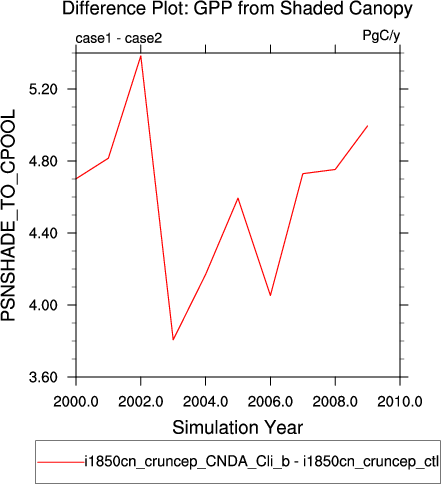 Difference Plot: GPP from Shaded Canopy
case1 - case2
PgC/y
PSNSHADE_TO_CPOOL
5.20
4.80
4.40
4.00
3.60
2000.0 2002.0 2004.0 2006.0 2008.0 2010.0
Simulation Year
i1850cn_cruncep_CNDA_Cli_b - i1850cn_cruncep_ctl